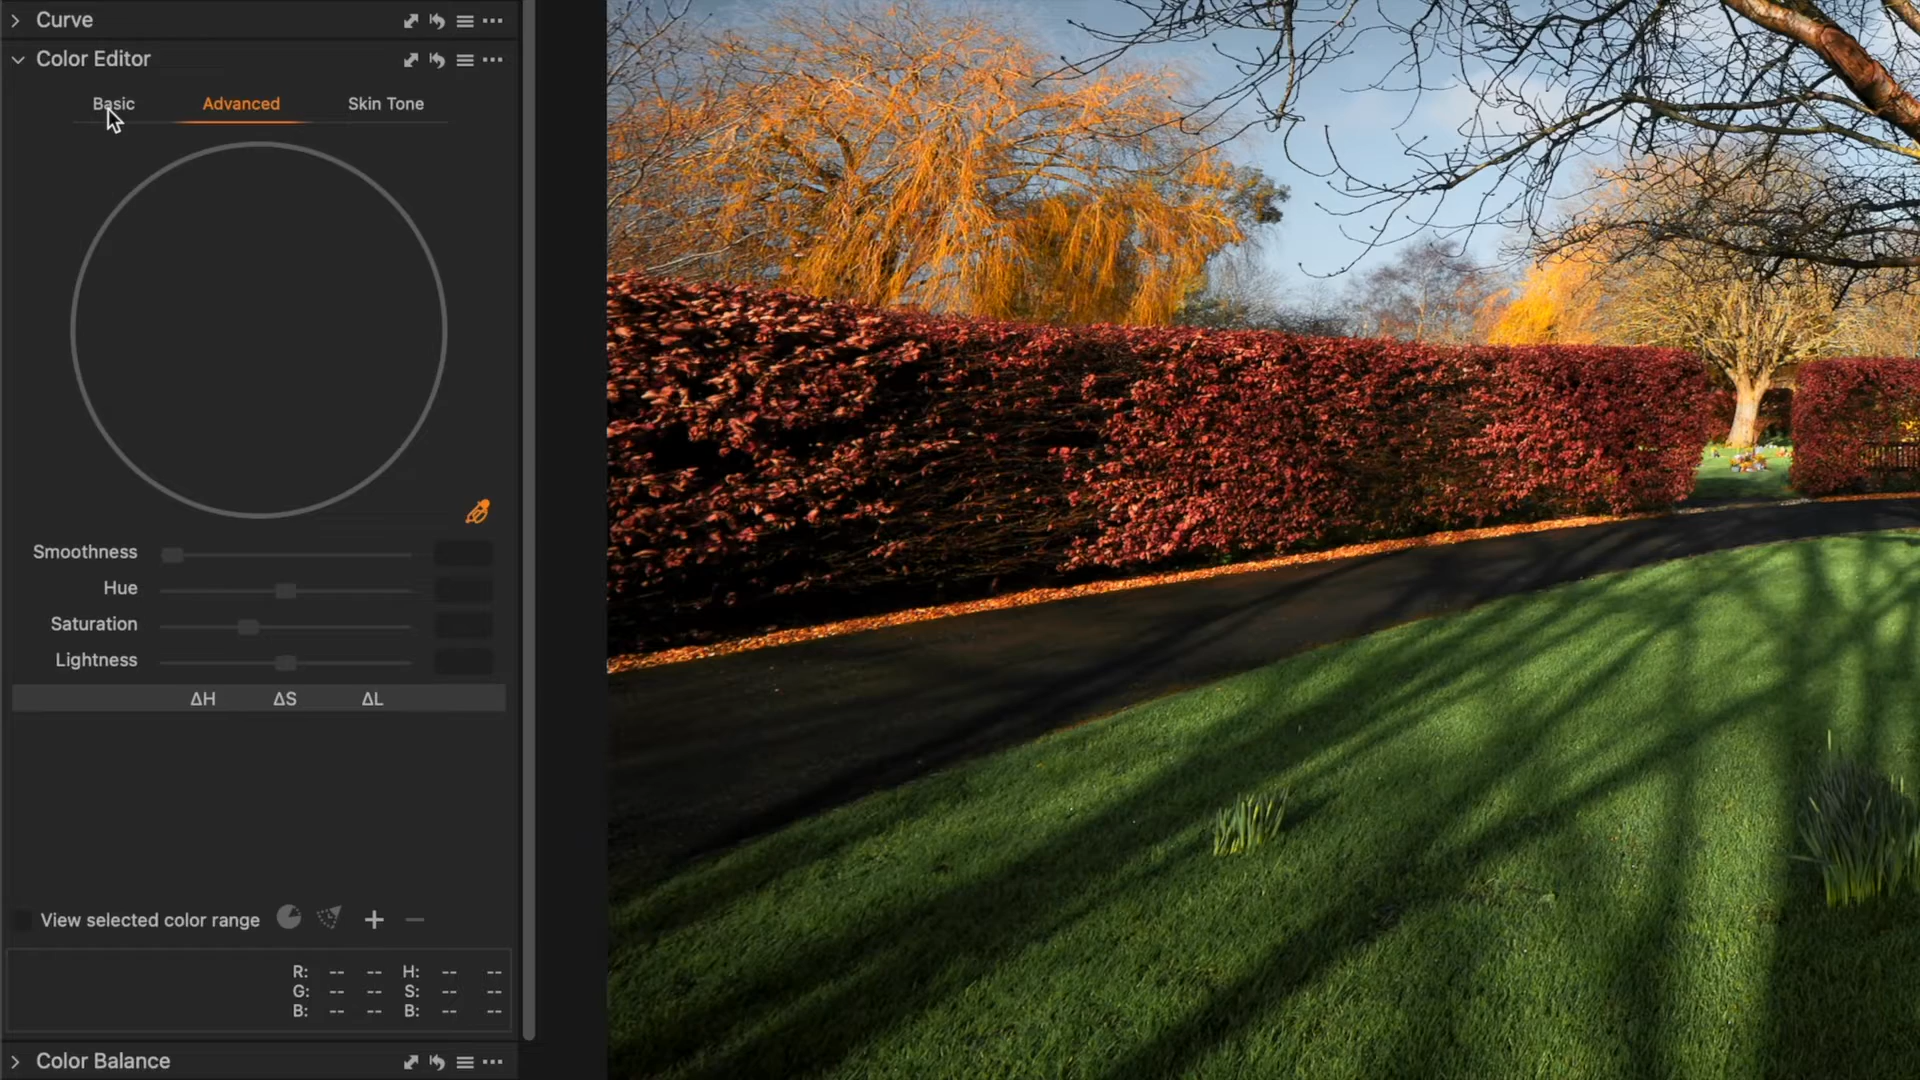 Curve
Color Editor
Basic Advanced Skin Tone
Smoothness
Hue
Saturation
Lightness
ΔH ΔS ΔL
View selected color range
R: -- -- H: -- --
G: -- -- S: -- --
B: -- -- B: -- --
Color Balance